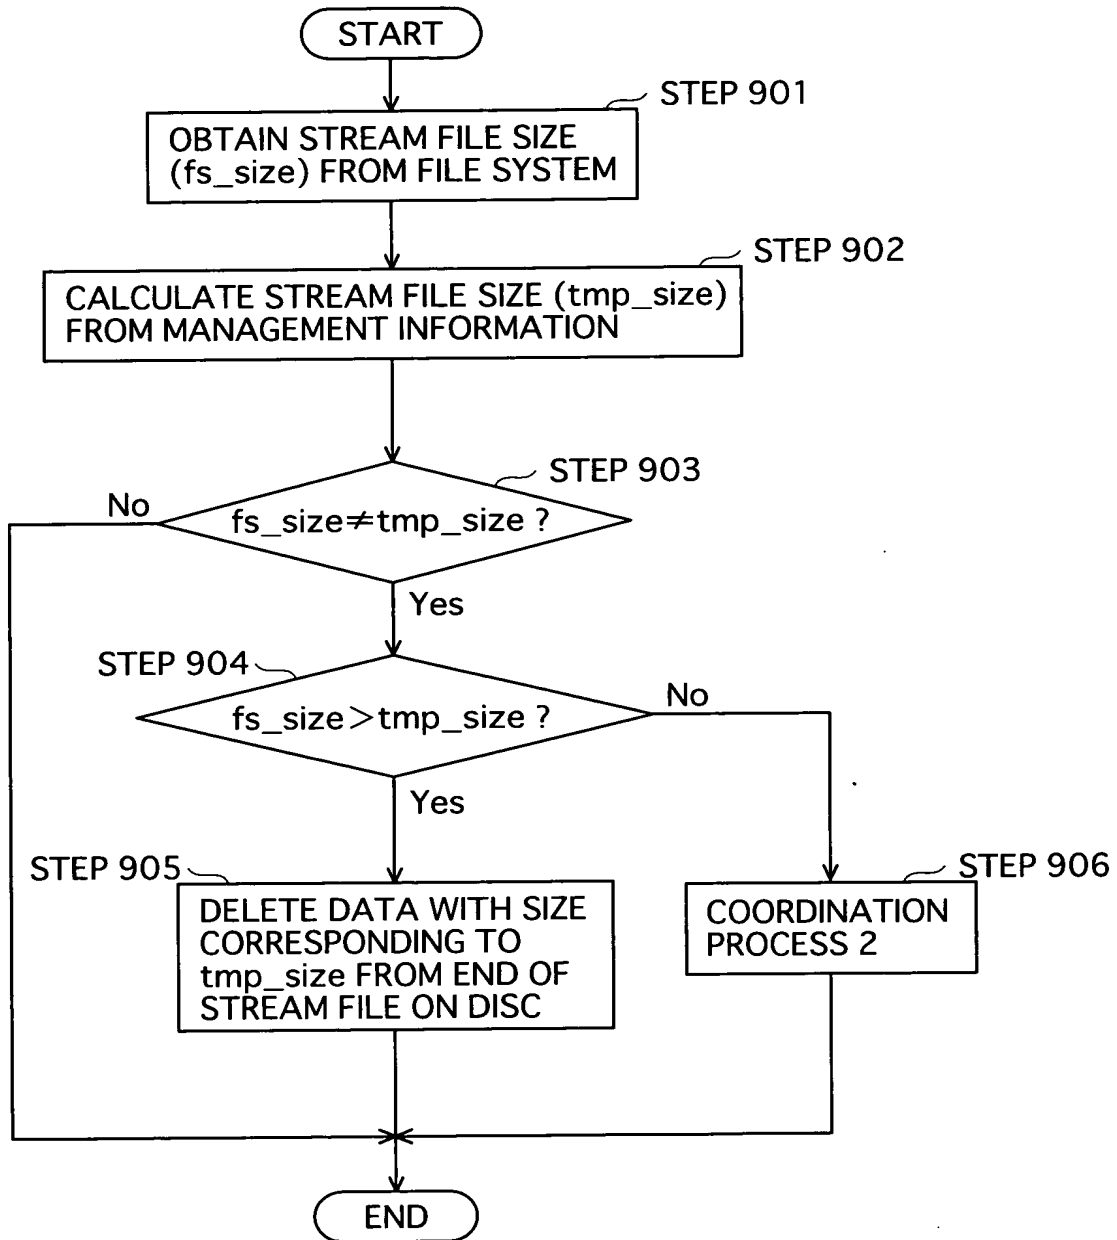 START
STEP 901
OBTAIN STREAM FILE SIZE
(fs_size) FROM FILE SYSTEM
STEP 902
CALCULATE STREAM FILE SIZE (tmp_size)
FROM MANAGEMENT INFORMATION
STEP 903
No
fs_size≠tmp_size ?
Yes
STEP 904
No
fs_size>tmp_size ?
Yes
STEP 905
STEP 906
DELETE DATA WITH SIZE
CORRESPONDING TO
tmp_size FROM END OF
STREAM FILE ON DISC
COORDINATION
PROCESS 2
END